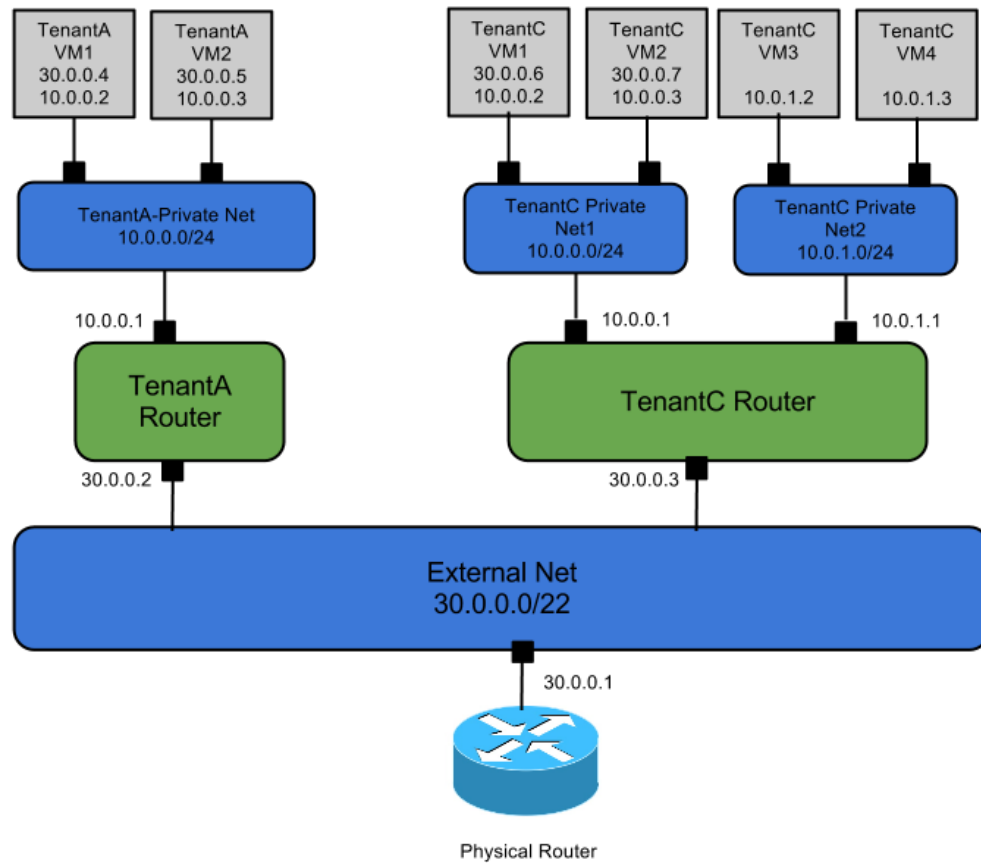 TenantA
VM1
30.0.0.4
10.0.0.2
TenantA
VM2
30.0.0.5
10.0.0.3
TenantC
VM1
30.0.0.6
10.0.0.2
TenantC
VM2
30.0.0.7
10.0.0.3
TenantC
VM3
10.0.1.2
TenantC
VM4
10.0.1.3
TenantA-Private Net
10.0.0.0/24
TenantC Private
Net1
10.0.0.0/24
TenantC Private
Net2
10.0.1.0/24
10.0.0.1
10.0.0.1
10.0.1.1
TenantA
Router
TenantC Router
30.0.0.2
30.0.0.3
External Net
30.0.0.0/22
30.0.0.1
Physical Router